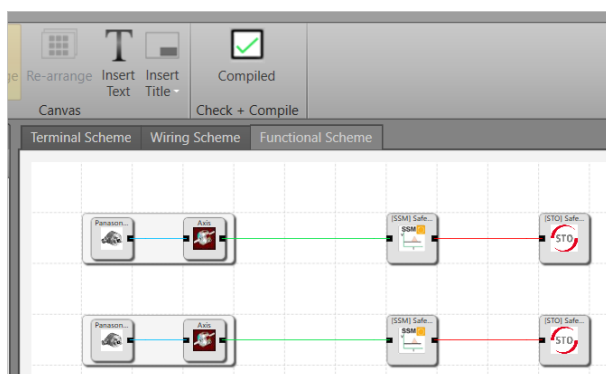 ge Re-arrange Insert Text Insert Title Compiled
Canvas Check + Compile
Terminal Scheme Wiring Scheme Functional Scheme
Panason... Axis [SSM] Safe... [STO] Safe...
SSM STO
Panason... Axis [SSM] Safe... [STO] Safe...
SSM STO